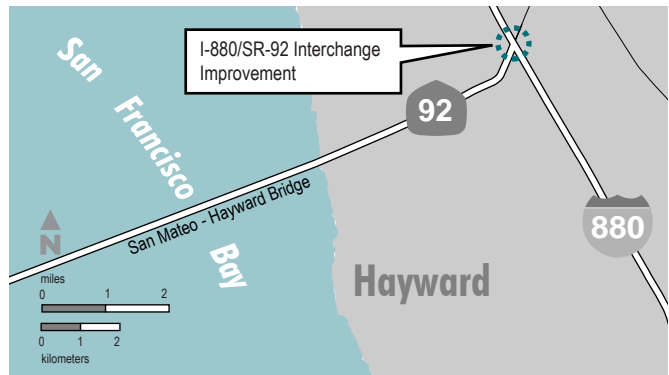 San
Francisco
Bay
I-880/SR-92 Interchange
Improvement
92
San Mateo - Hayward Bridge
880
Hayward
N
miles
0 1 2
0 1 2
kilometers